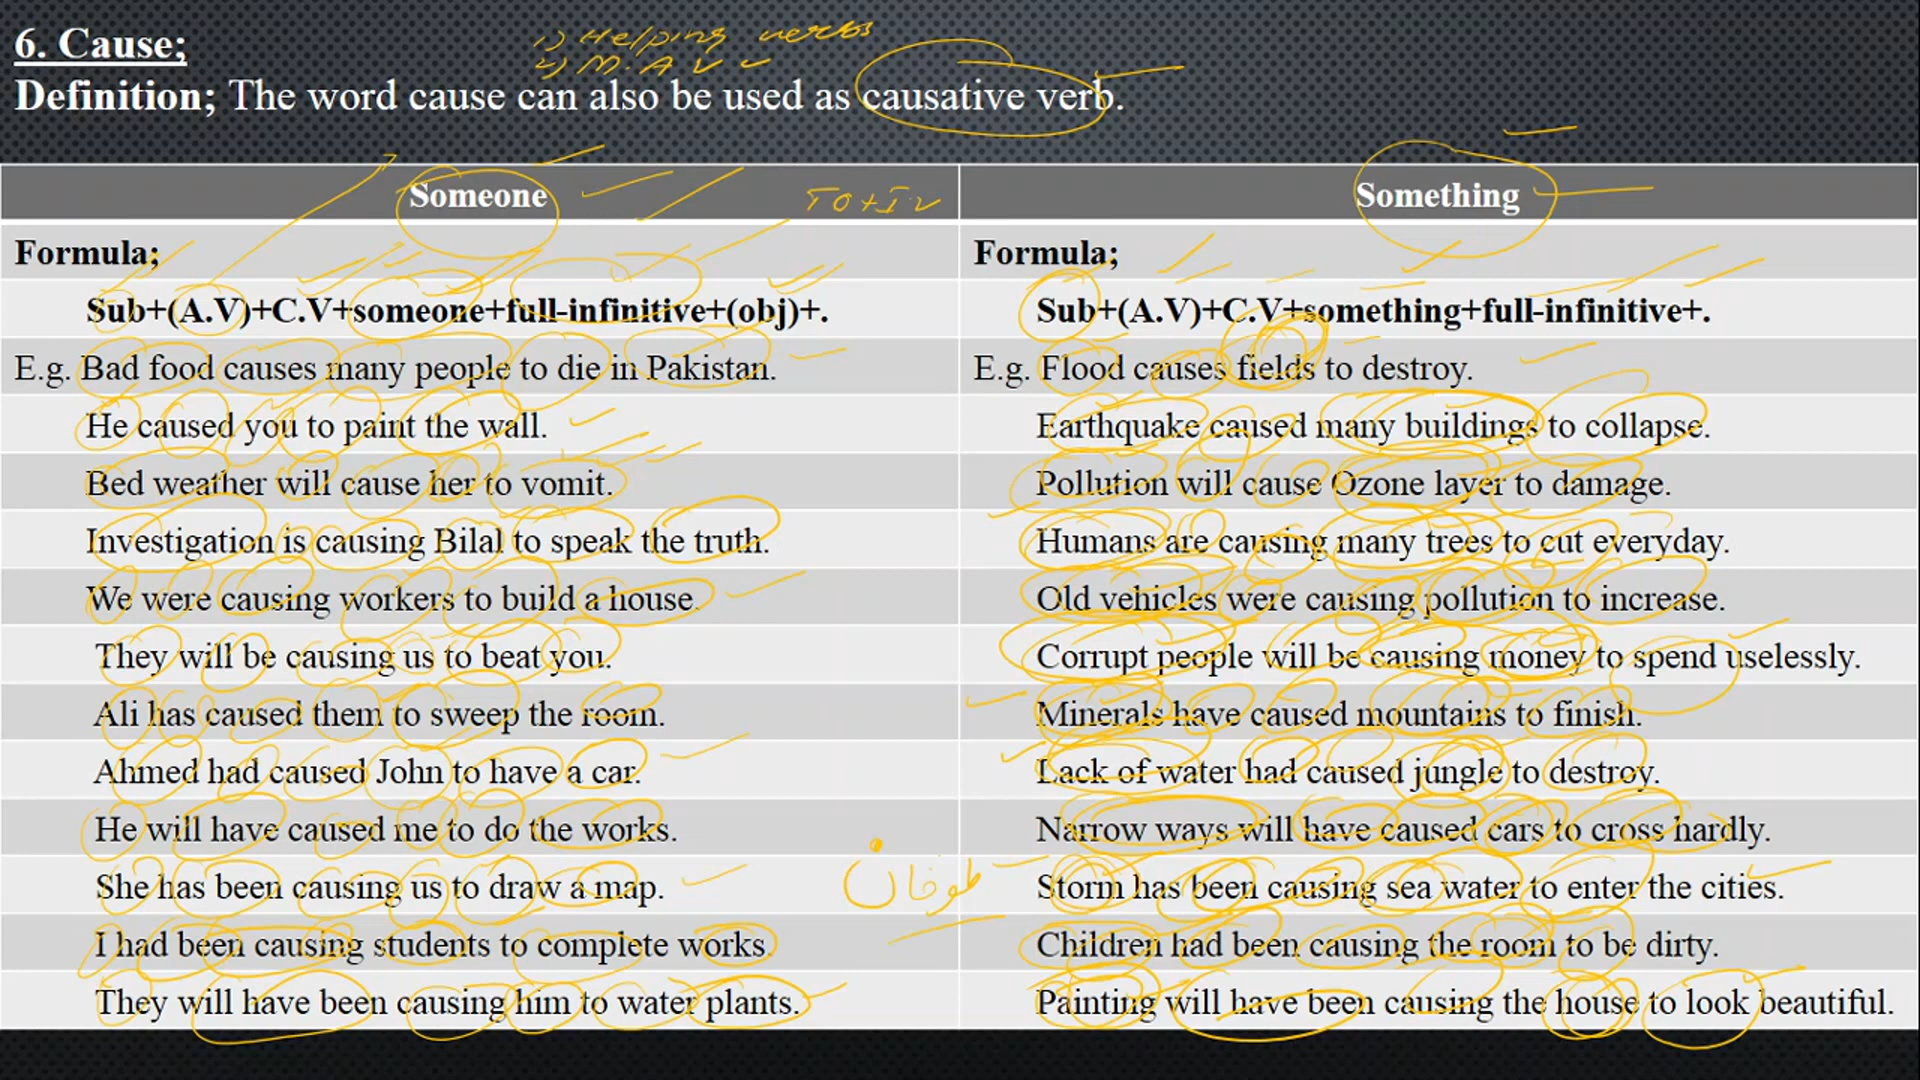 6. Cause;
1) Helping verbs
2) M.A V
Definition; The word cause can also be used as causative verb.
Someone
TO+IV
Something
Formula;
Sub+(A.V)+C.V+someone+full-infinitive+(obj)+.
E.g. Bad food causes many people to die in Pakistan.
He caused you to paint the wall.
Bed weather will cause her to vomit.
Investigation is causing Bilal to speak the truth.
We were causing workers to build a house.
They will be causing us to beat you.
Ali has caused them to sweep the room.
Ahmed had caused John to have a car.
He will have caused me to do the works.
She has been causing us to draw a map.
I had been causing students to complete works.
They will have been causing him to water plants.
طوفان
Formula;
Sub+(A.V)+C.V+something+full-infinitive+.
E.g. Flood causes fields to destroy.
Earthquake caused many buildings to collapse.
Pollution will cause Ozone layer to damage.
Humans are causing many trees to cut everyday.
Old vehicles were causing pollution to increase.
Corrupt people will be causing money to spend uselessly.
Minerals have caused mountains to finish.
Lack of water had caused jungle to destroy.
Narrow ways will have caused cars to cross hardly.
Storm has been causing sea water to enter the cities.
Children had been causing the room to be dirty.
Painting will have been causing the house to look beautiful.